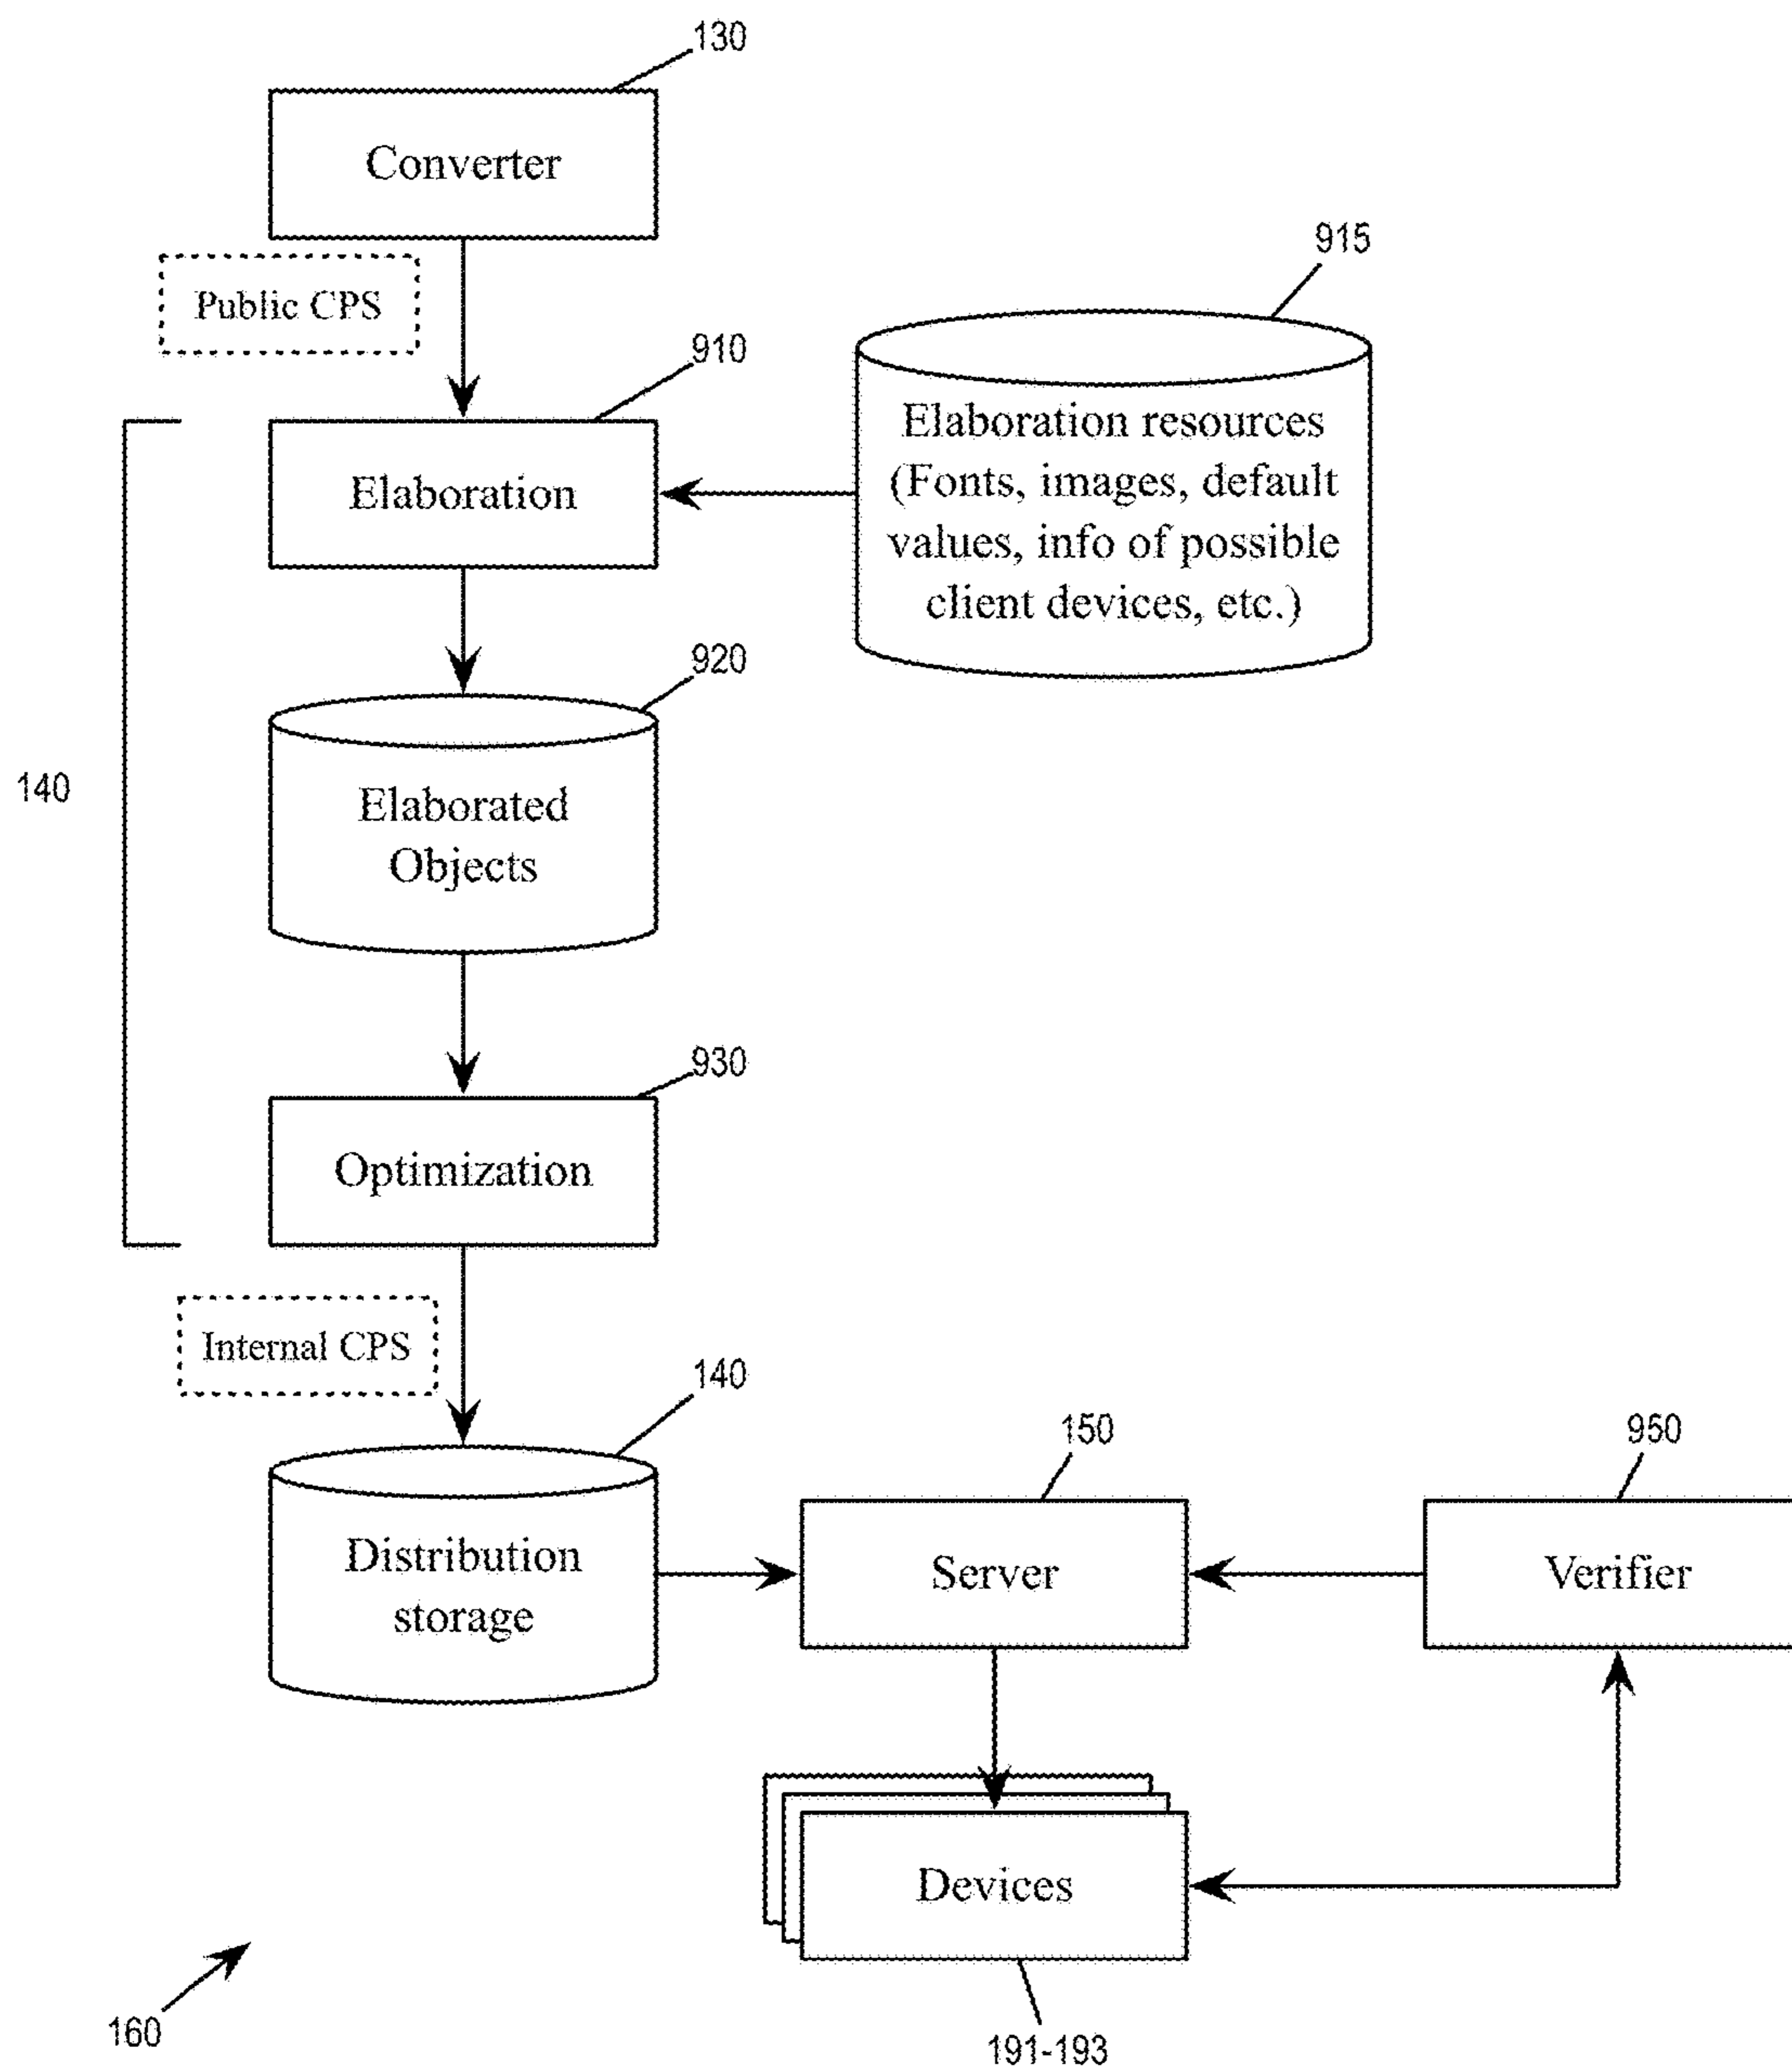 130
Converter
Public CPS
915
910
Elaboration
Elaboration resources
(Fonts, images, default
values, info of possible
client devices, etc.)
920
140
Elaborated
Objects
930
Optimization
Internal CPS
140
Distribution
storage
150
Server
950
Verifier
Devices
160
191-193